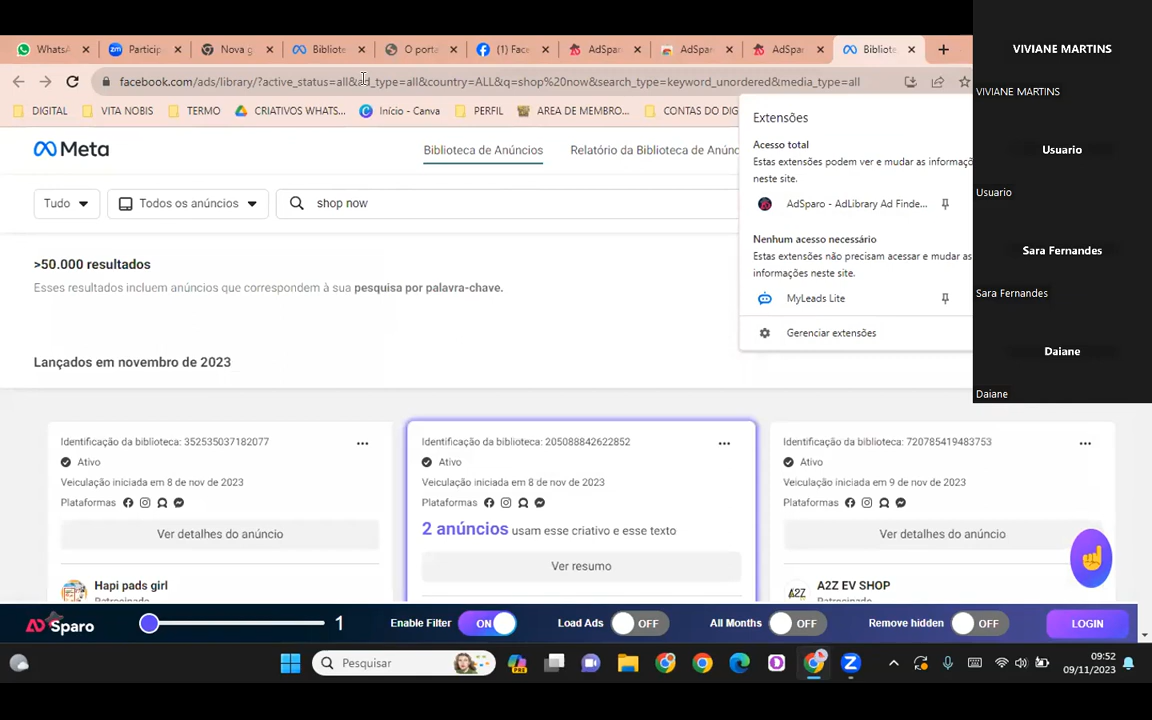 WhatsA
Particip
Nova g
Bibliote
O porta
(1) Face
AdSpar
AdSpar
AdSpar
Bibliote
facebook.com/ads/library/?active_status=all&ad_type=all&country=ALL&q=shop%20now&search_type=keyword_unordered&media_type=all
DIGITAL
VITA NOBIS
TERMO
CRIATIVOS WHATS...
Início - Canva
PERFIL
AREA DE MEMBRO...
CONTAS DO DIG
Meta
Biblioteca de Anúncios
Relatório da Biblioteca de Anúnc
Tudo
Todos os anúncios
shop now
Extensões
Acesso total
Estas extensões podem ver e mudar as informaçõ
neste site.
AdSparo - AdLibrary Ad Finde...
Nenhum acesso necessário
Estas extensões não precisam acessar e mudar as
informações neste site.
MyLeads Lite
Gerenciar extensões
VIVIANE MARTINS
VIVIANE MARTINS
Usuario
Usuario
Sara Fernandes
Sara Fernandes
Daiane
Daiane
>50.000 resultados
Esses resultados incluem anúncios que correspondem à sua pesquisa por palavra-chave.
Lançados em novembro de 2023
Identificação da biblioteca: 352535037182077
Ativo
Veiculação iniciada em 8 de nov de 2023
Plataformas
Ver detalhes do anúncio
Hapi pads girl
Patrocinado
Identificação da biblioteca: 205088842622852
Ativo
Veiculação iniciada em 8 de nov de 2023
Plataformas
2 anúncios usam esse criativo e esse texto
Ver resumo
Identificação da biblioteca: 720785419483753
Ativo
Veiculação iniciada em 9 de nov de 2023
Plataformas
Ver detalhes do anúncio
A2Z
A2Z EV SHOP
Patrocinado
AdSparo
1
Enable Filter
ON
Load Ads
OFF
All Months
OFF
Remove hidden
OFF
LOGIN
Pesquisar
PRE
09:52
09/11/2023